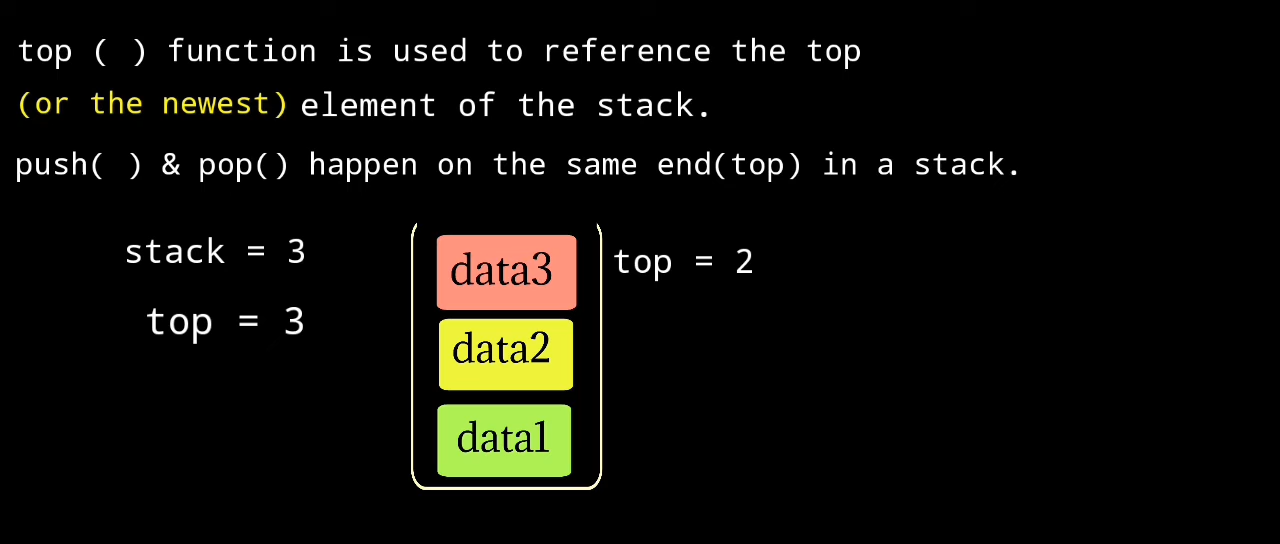 top ( ) function is used to reference the top
(or the newest) element of the stack.
push( ) & pop() happen on the same end(top) in a stack.
stack = 3
top = 3
data3
top = 2
data2
data1